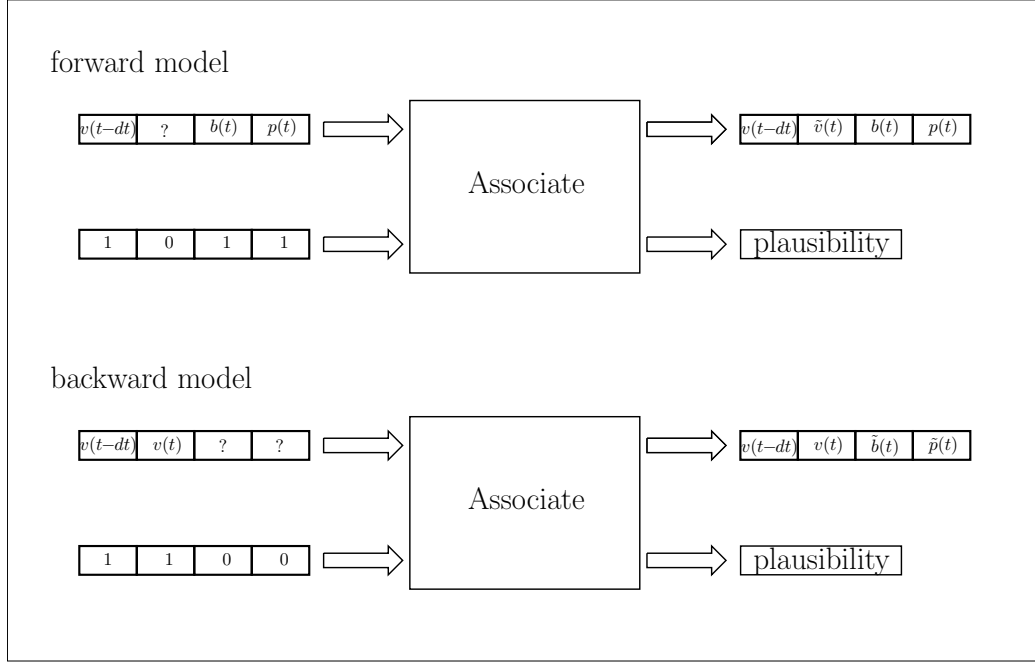 forward model
v(t−dt) ? b(t) p(t)
v(t−dt) ṽ(t) b(t) p(t)
Associate
1 0 1 1
plausibility
backward model
v(t−dt) v(t) ? ?
v(t−dt) v(t) b̃(t) p̃(t)
Associate
1 1 0 0
plausibility